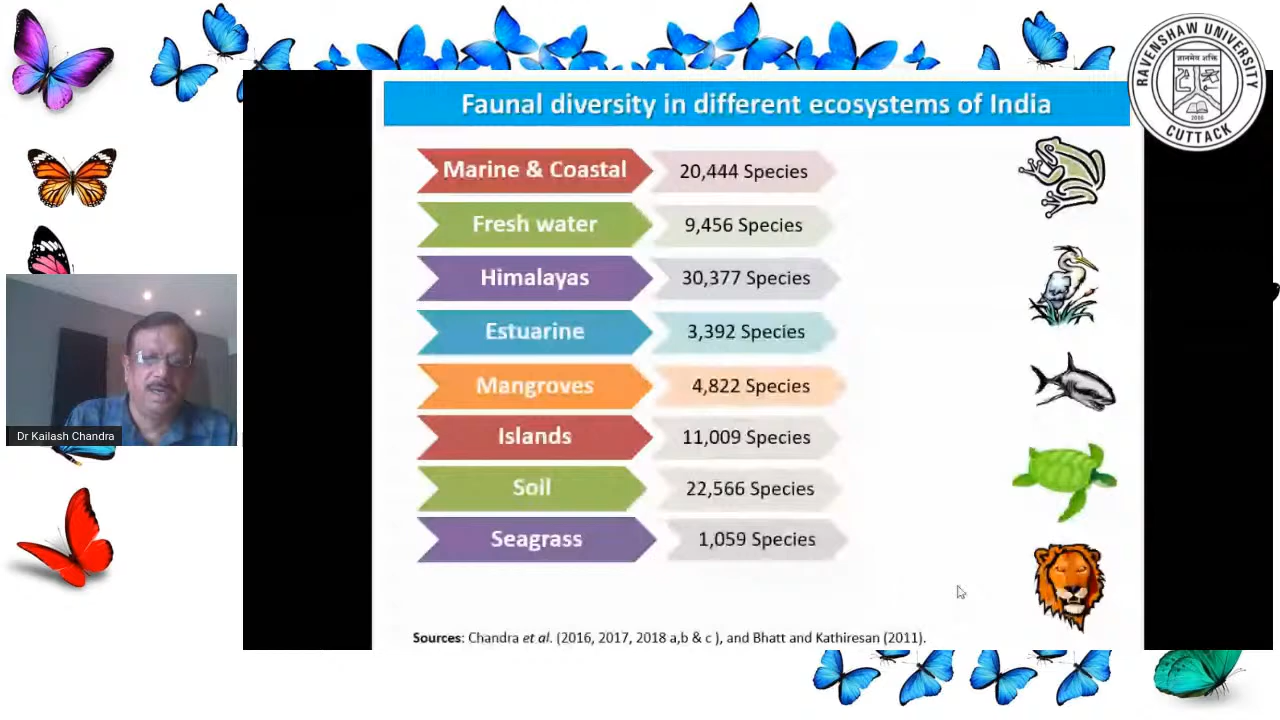 RAVENSHAW UNIVERSITY
ज्ञानमेव शक्ति
2006
CUTTACK
Faunal diversity in different ecosystems of India
Marine & Coastal 20,444 Species
Fresh water 9,456 Species
Himalayas 30,377 Species
Estuarine 3,392 Species
Mangroves 4,822 Species
Islands 11,009 Species
Soil 22,566 Species
Seagrass 1,059 Species
Dr Kailash Chandra
Sources: Chandra et al. (2016, 2017, 2018 a,b & c ), and Bhatt and Kathiresan (2011).